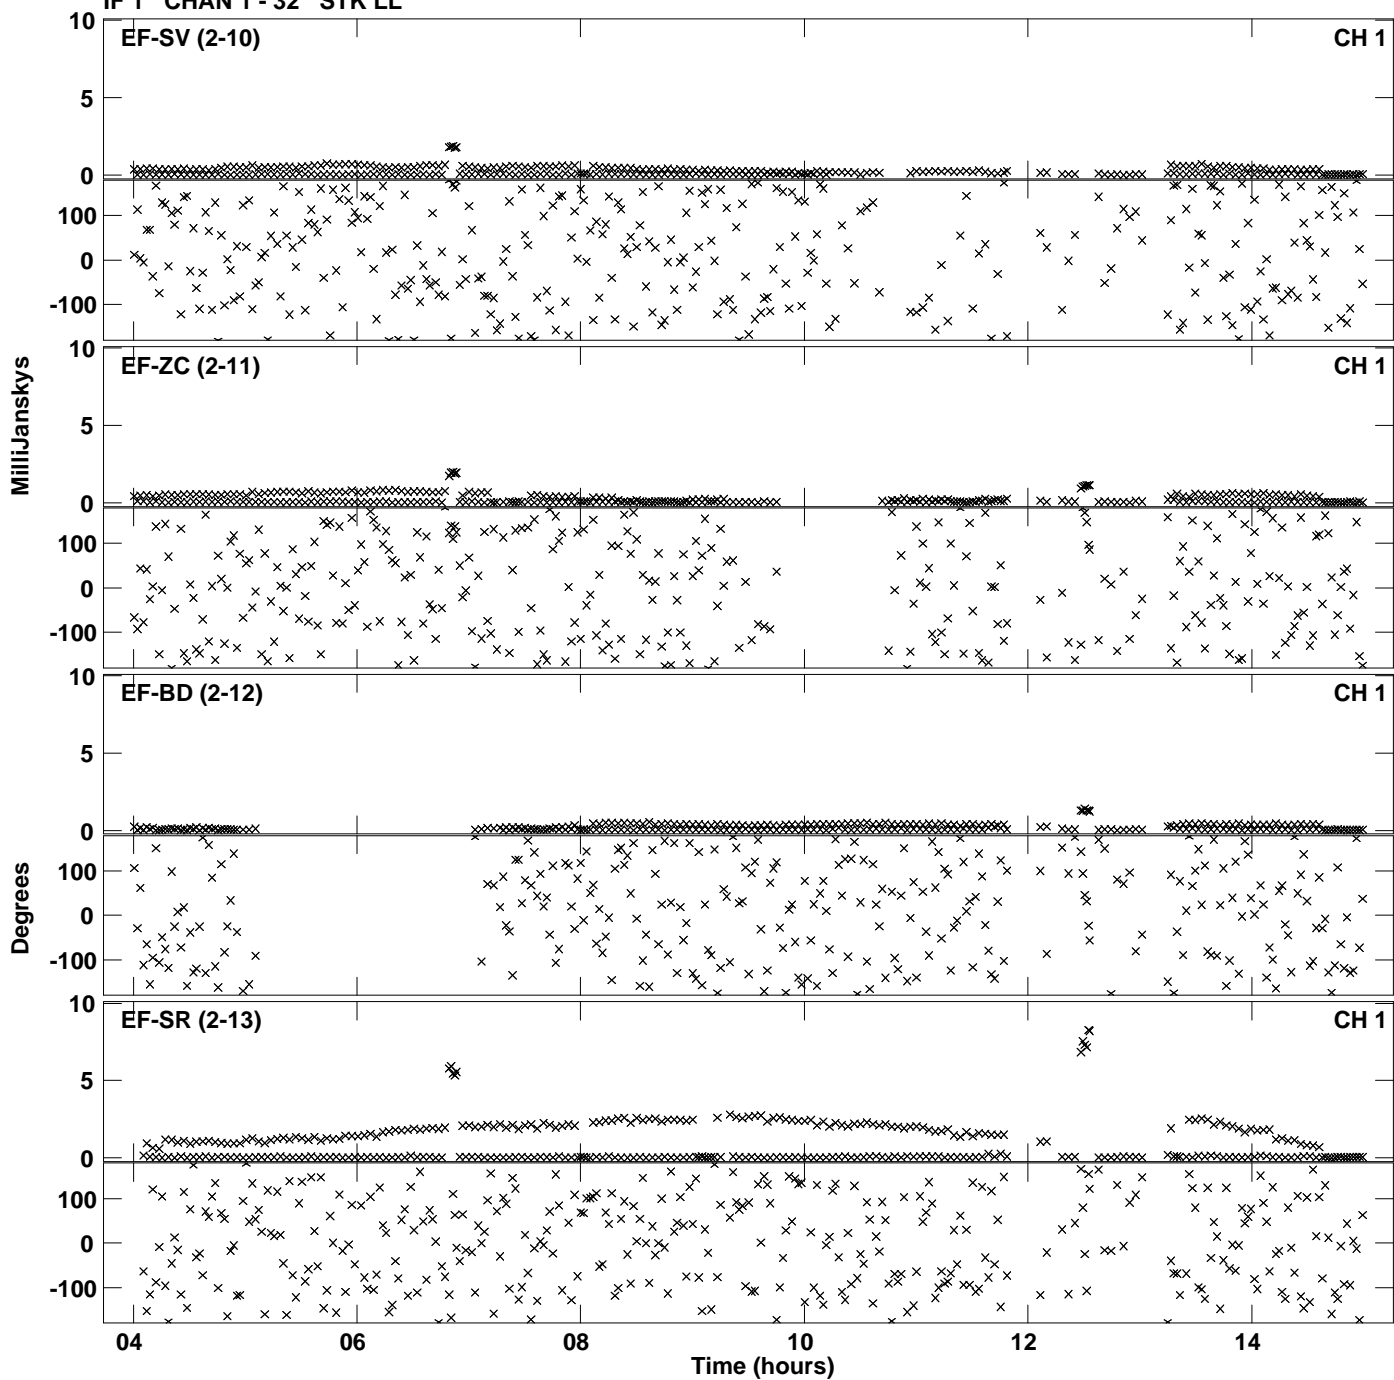 IF 1 CHAN 1 - 32 STK LL
10
EF-SV (2-10)
CH 1
5
0
100
0
-100
10
EF-ZC (2-11)
CH 1
5
0
100
0
-100
MilliJanskys
10
EF-BD (2-12)
CH 1
5
0
100
0
-100
Degrees
10
EF-SR (2-13)
CH 1
5
0
100
0
-100
04 06 08 10 12 14
Time (hours)